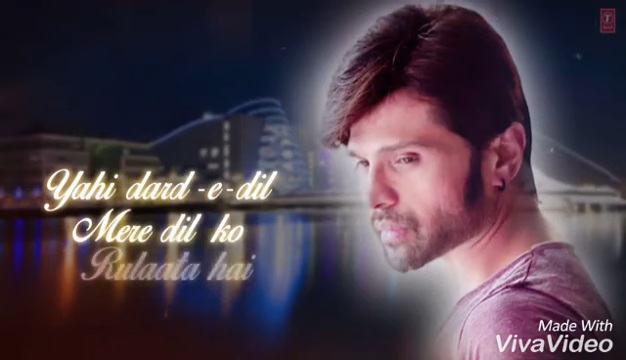 Yahi dard-e-dil
Mere dil ko
Rulaata hai
Made With
VivaVideo